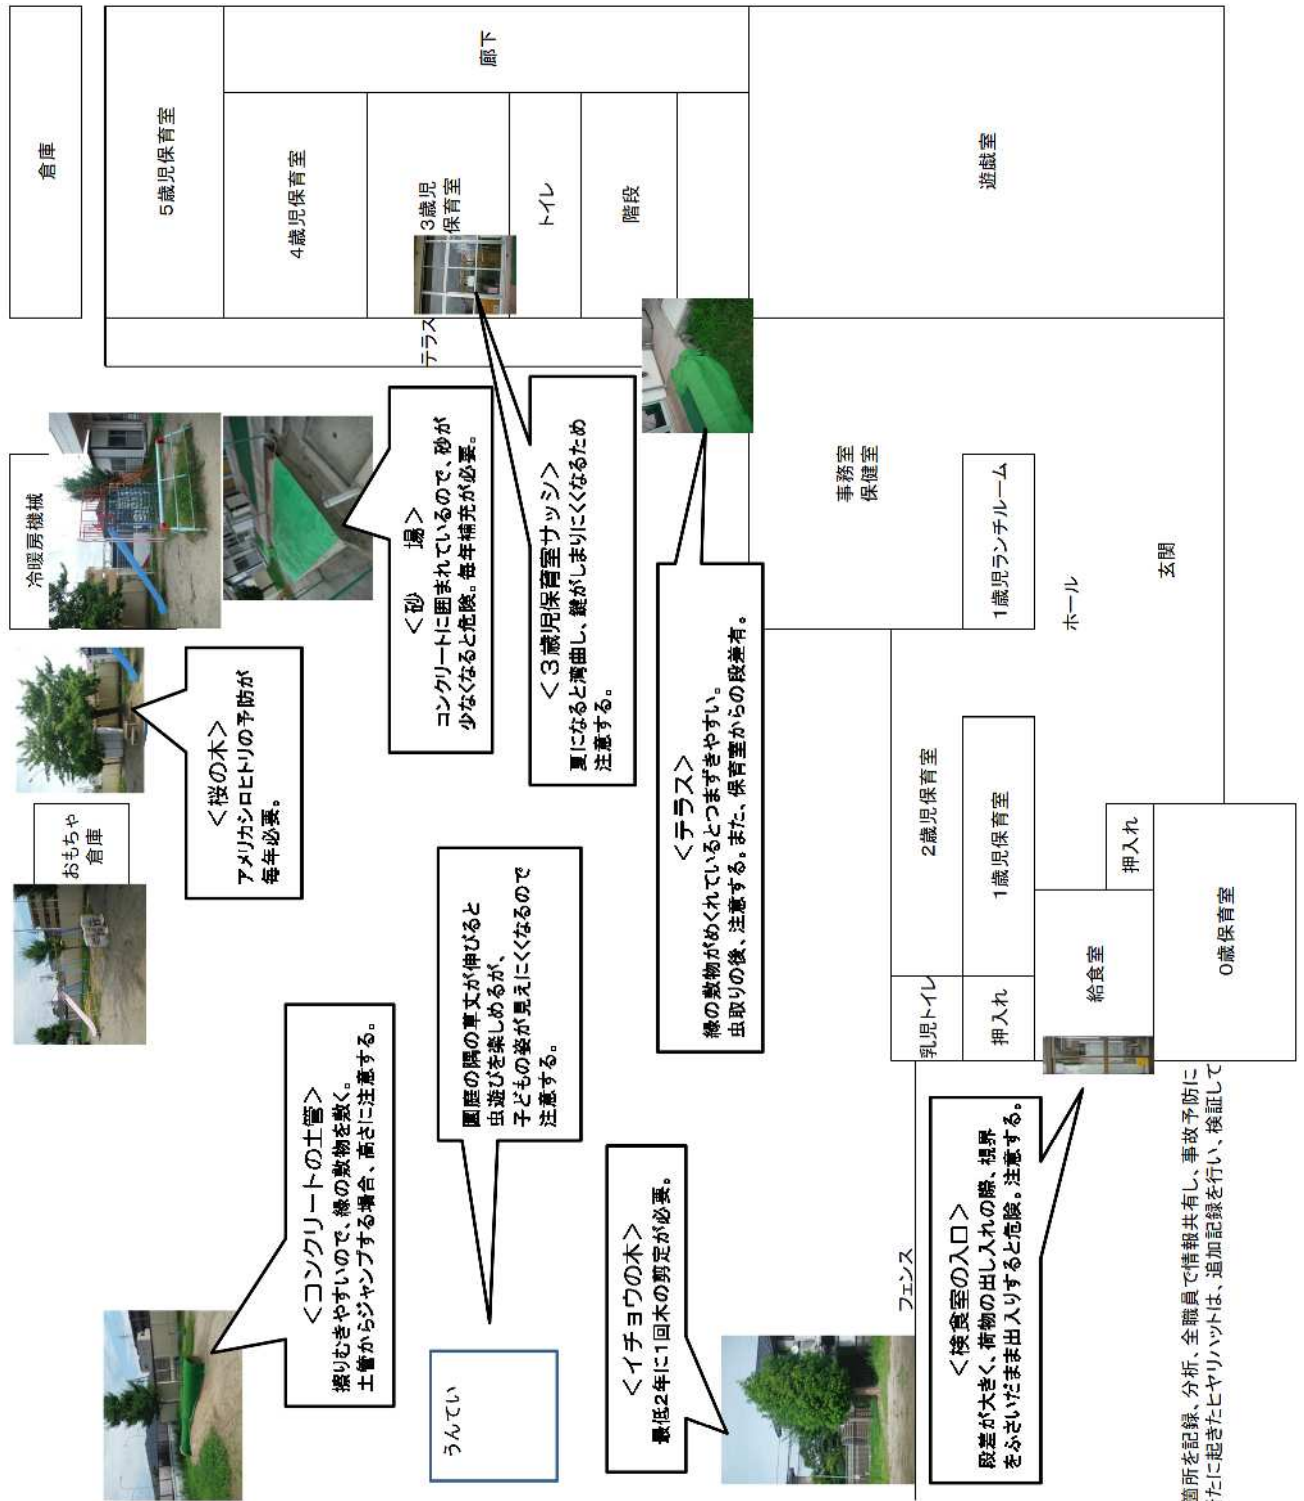 倉庫
5歳児保育室
4歳児保育室
廊下
3歳児
保育室
トイレ
階段
遊戯室
テラス
冷暖房機械
おもちゃ
倉庫
<桜の木>
アメリカシロヒトリの予防が
毎年必要。
<砂　場>
コンクリートに囲まれているので、砂が
少なくなると危険。毎年補充が必要。
<3歳児保育室サッシ>
夏になると湾曲し、鍵がしまりにくくなるため
注意する。
<テラス>
緑の敷物がめくれているとつまずきやすい。
虫取りの後、注意する。また、保育室からの段差有。
<コンクリートの土管>
擦りむきやすいので、緑の敷物を敷く。
土管からジャンプする場合、高さに注意する。
園庭の隅の草丈が伸びると
虫遊びを楽しめるが、
子どもの姿が見えにくくなるので
注意する。
うんてい
<イチョウの木>
最低2年に1回木の剪定が必要。
フェンス
<検食室の入口>
段差が大きく、荷物の出し入れの際、視界
をふさいだまま出入りすると危険。注意する。
事務室
保健室
1歳児ランチルーム
ホール
玄関
2歳児保育室
1歳児保育室
乳児トイレ
押入れ
給食室
押入れ
0歳保育室
箇所を記録、分析、全職員で情報共有し、事故予防に
たに起きたヒヤリハットは、追加記録を行い、検証して